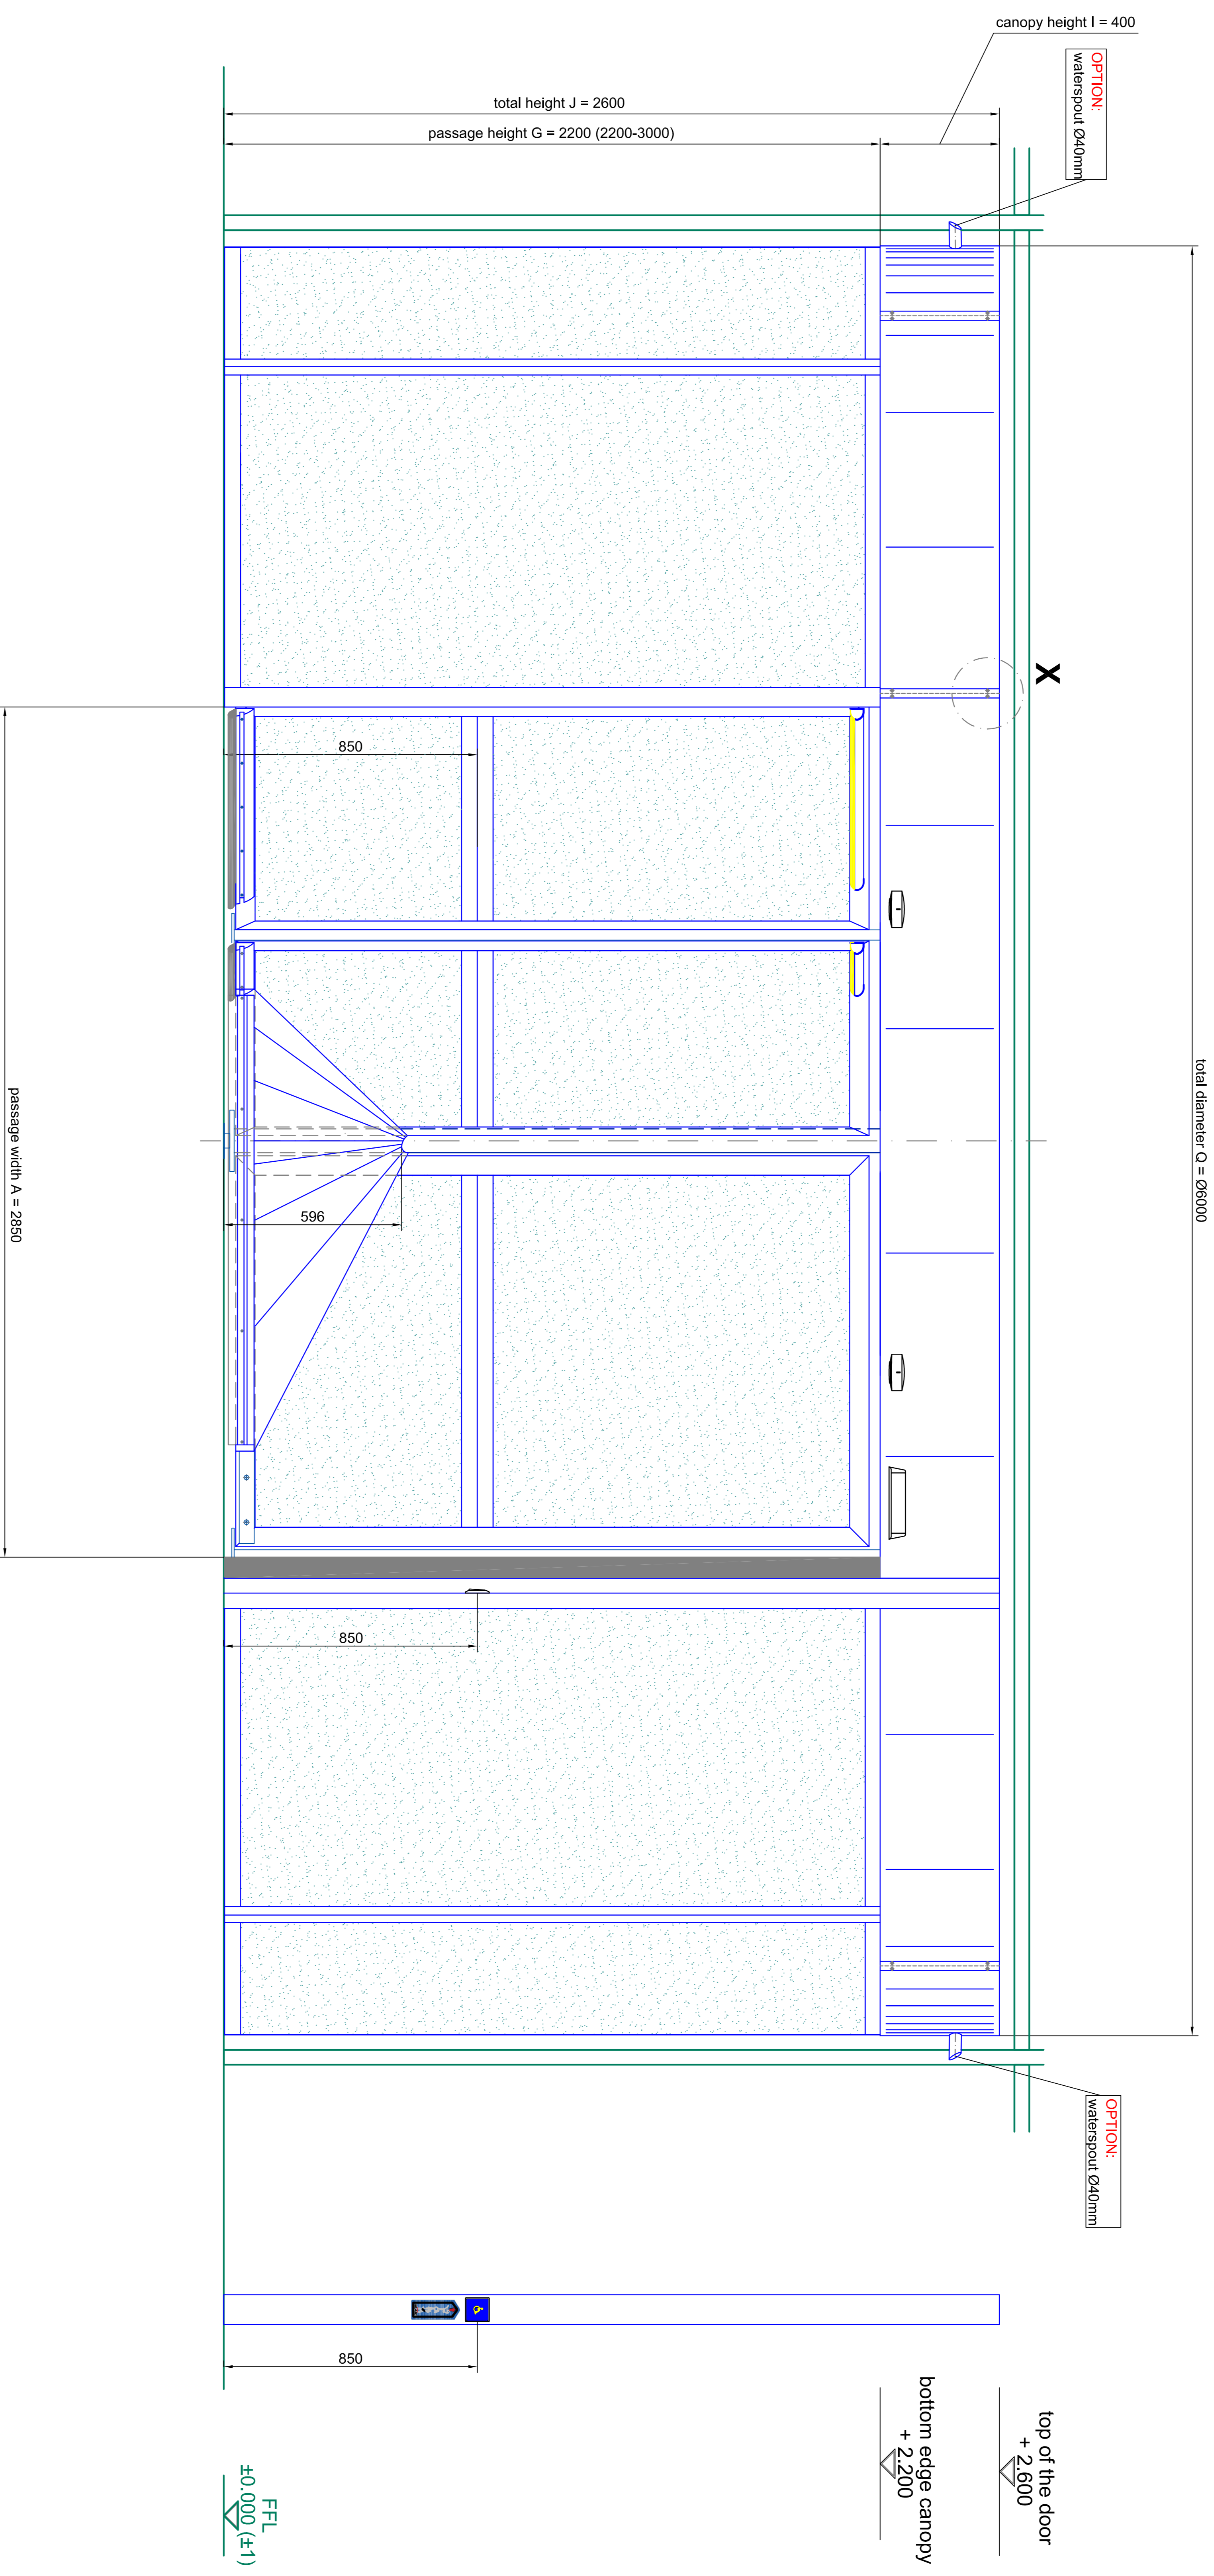 canopy height I = 400
OPTION:
waterspout Ø40mm
total height J = 2600
passage height G = 2200 (2200-3000)
X
850
total diameter Q = Ø6000
passage width A = 2850
596
850
OPTION:
waterspout Ø40mm
850
top of the door
+ 2.600
bottom edge canopy
+ 2.200
FFL
±0.000 (±1)